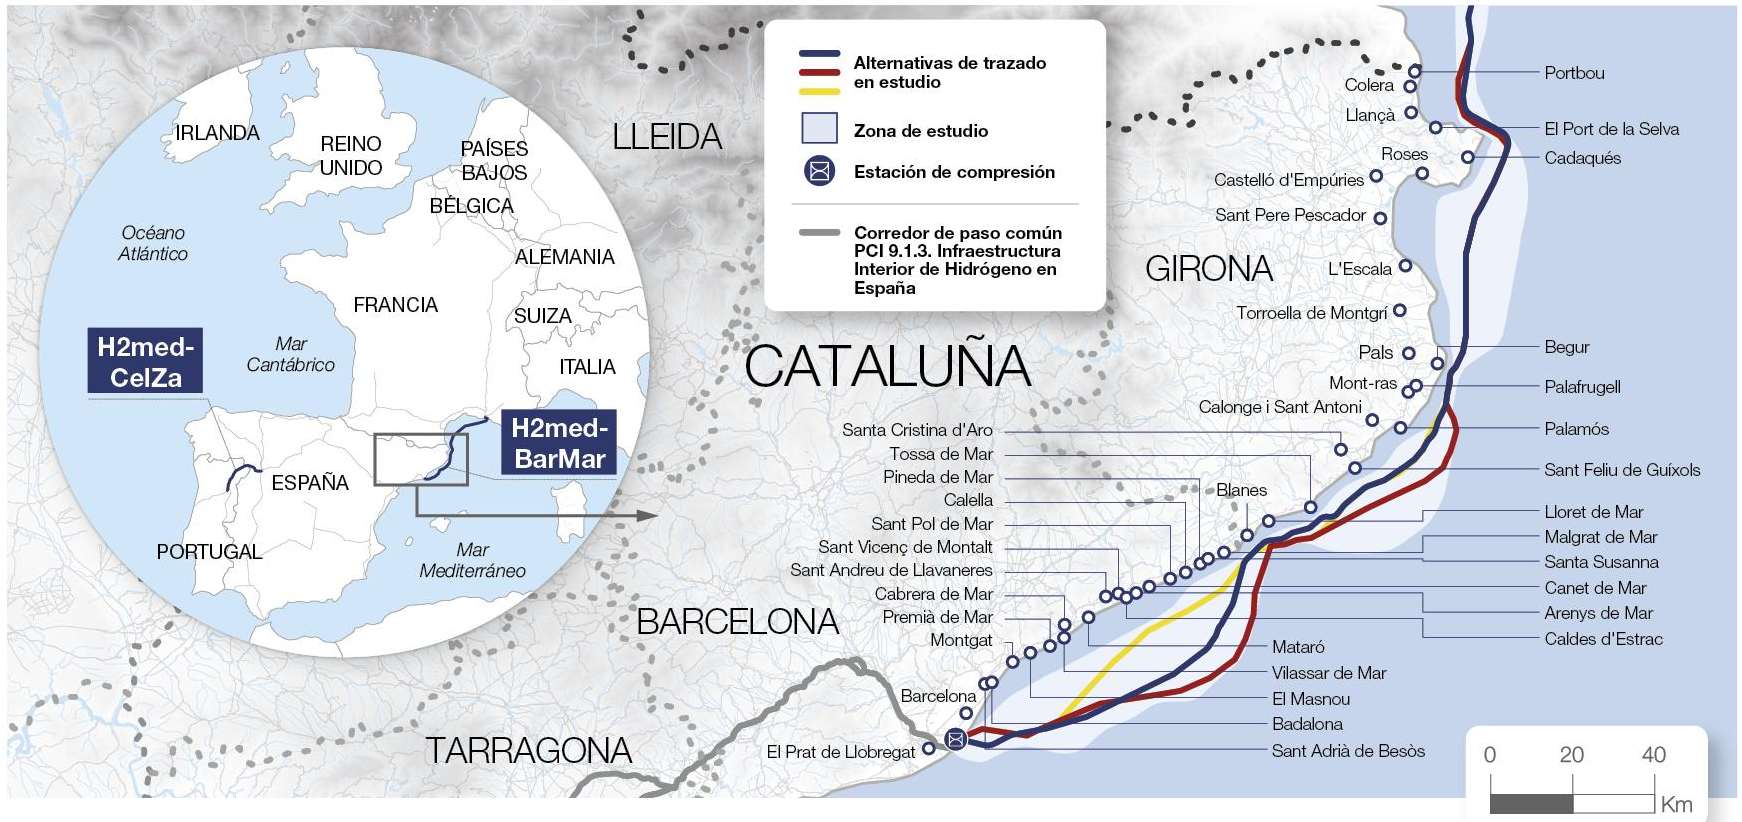 Alternativas de trazado
en estudio
Zona de estudio
Estación de compresión
Corredor de paso común
PCI 9.1.3. Infraestructura
Interior de Hidrógeno en
España
IRLANDA
REINO
UNIDO
PAÍSES
BAJOS
BÉLGICA
Océano
Atlántico
ALEMANIA
FRANCIA
SUIZA
Mar
Cantábrico
ITALIA
H2med-
CelZa
H2med-
BarMar
ESPAÑA
PORTUGAL
Mar
Mediterráneo
LLEIDA
GIRONA
CATALUÑA
BARCELONA
TARRAGONA
Colera
Llançà
Roses
Castelló d'Empúries
Sant Pere Pescador
L'Escala
Torroella de Montgrí
Pals
Mont-ras
Calonge i Sant Antoni
Santa Cristina d'Aro
Tossa de Mar
Pineda de Mar
Blanes
Calella
Sant Pol de Mar
Sant Vicenç de Montalt
Sant Andreu de Llavaneres
Cabrera de Mar
Premià de Mar
Montgat
Barcelona
El Prat de Llobregat
Portbou
El Port de la Selva
Cadaqués
Begur
Palafrugell
Palamós
Sant Feliu de Guíxols
Lloret de Mar
Malgrat de Mar
Santa Susanna
Canet de Mar
Arenys de Mar
Caldes d'Estrac
Mataró
Vilassar de Mar
El Masnou
Badalona
Sant Adrià de Besòs
0 20 40
Km